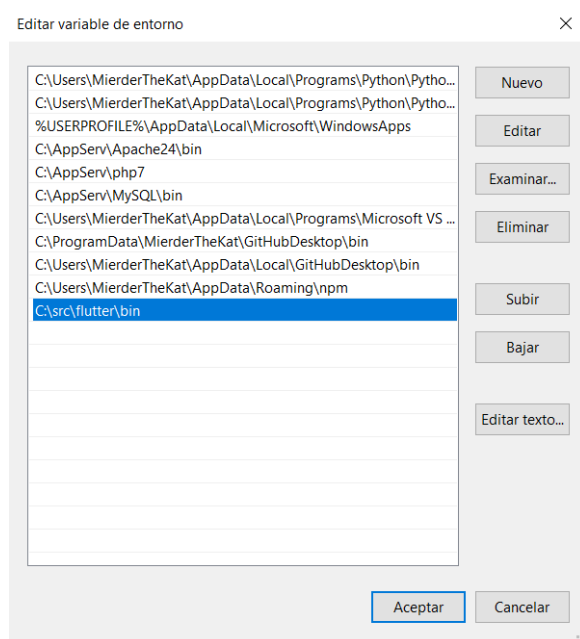 Editar variable de entorno
C:\Users\MierderTheKat\AppData\Local\Programs\Python\Pytho...
C:\Users\MierderTheKat\AppData\Local\Programs\Python\Pytho...
%USERPROFILE%\AppData\Local\Microsoft\WindowsApps
C:\AppServ\Apache24\bin
C:\AppServ\php7
C:\AppServ\MySQL\bin
C:\Users\MierderTheKat\AppData\Local\Programs\Microsoft VS ...
C:\ProgramData\MierderTheKat\GitHubDesktop\bin
C:\Users\MierderTheKat\AppData\Local\GitHubDesktop\bin
C:\Users\MierderTheKat\AppData\Roaming\npm
C:\src\flutter\bin
Nuevo
Editar
Examinar...
Eliminar
Subir
Bajar
Editar texto...
Aceptar
Cancelar